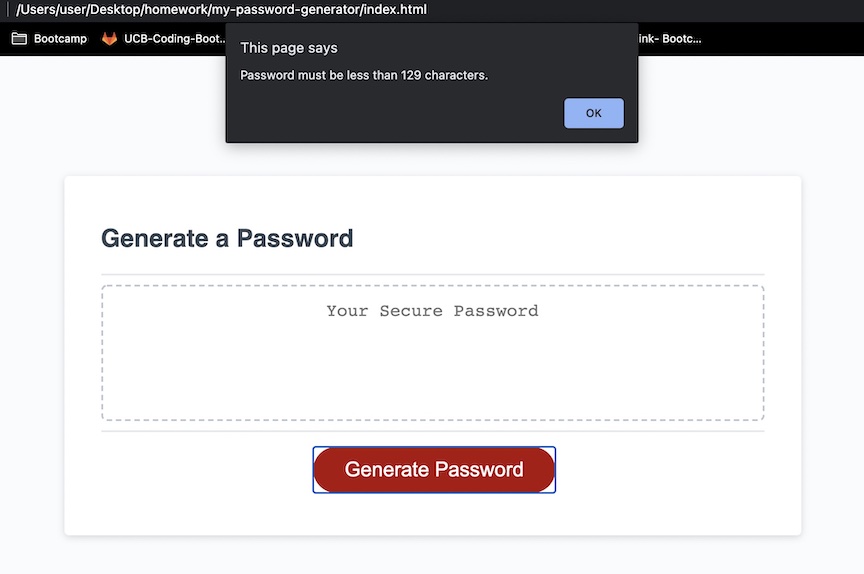 /Users/user/Desktop/homework/my-password-generator/index.html
Bootcamp UCB-Coding-Boot... ink- Bootc...
This page says
Password must be less than 129 characters.
OK
Generate a Password
Your Secure Password
Generate Password